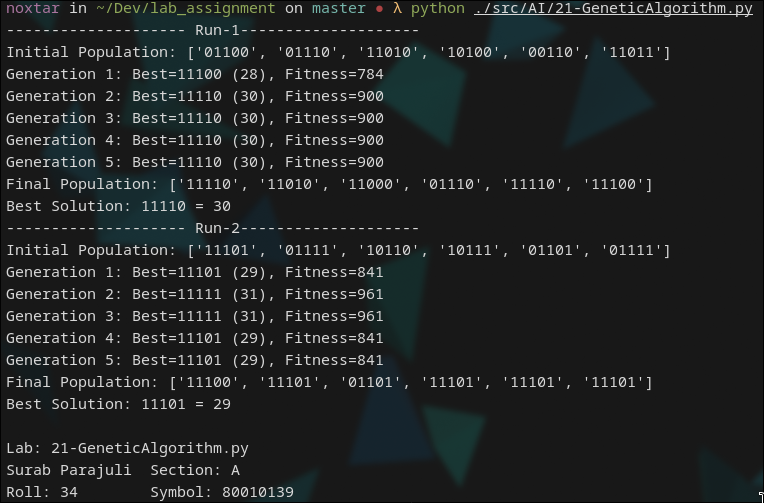 noxtar in ~/Dev/lab_assignment on master • λ python ./src/AI/21-GeneticAlgorithm.py
-------------------- Run-1--------------------
Initial Population: ['01100', '01110', '11010', '10100', '00110', '11011']
Generation 1: Best=11100 (28), Fitness=784
Generation 2: Best=11110 (30), Fitness=900
Generation 3: Best=11110 (30), Fitness=900
Generation 4: Best=11110 (30), Fitness=900
Generation 5: Best=11110 (30), Fitness=900
Final Population: ['11110', '11010', '11000', '01110', '11110', '11100']
Best Solution: 11110 = 30
-------------------- Run-2--------------------
Initial Population: ['11101', '01111', '10110', '10111', '01101', '01111']
Generation 1: Best=11101 (29), Fitness=841
Generation 2: Best=11111 (31), Fitness=961
Generation 3: Best=11111 (31), Fitness=961
Generation 4: Best=11101 (29), Fitness=841
Generation 5: Best=11101 (29), Fitness=841
Final Population: ['11100', '11101', '01101', '11101', '11101', '11101']
Best Solution: 11101 = 29
Lab: 21-GeneticAlgorithm.py
Surab Parajuli  Section: A
Roll: 34        Symbol: 80010139